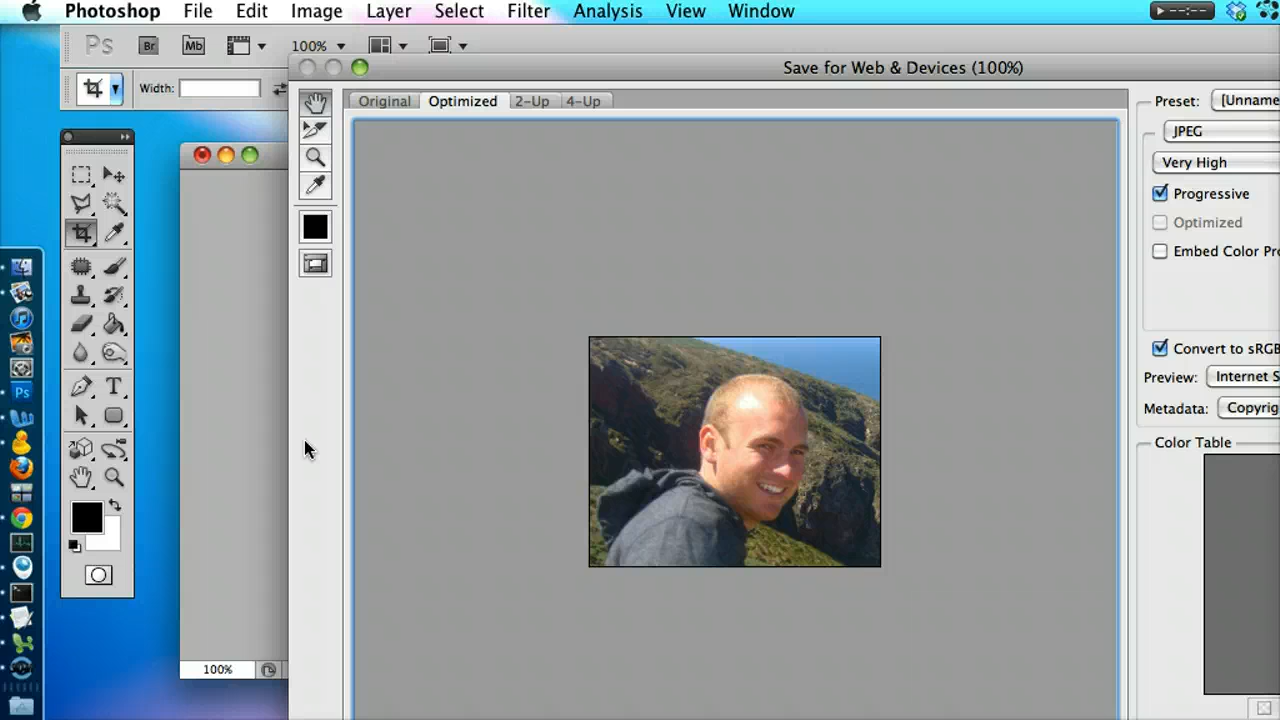 Photoshop File Edit Image Layer Select Filter Analysis View Window
Ps Br Mb 100%
Save for Web & Devices (100%)
Width:
Original Optimized 2-Up 4-Up
Preset: [Unname
JPEG
Very High
Progressive
Optimized
Embed Color Pro
Convert to sRGB
Preview: Internet S
Metadata: Copyrig
Color Table
T
Ps
100%